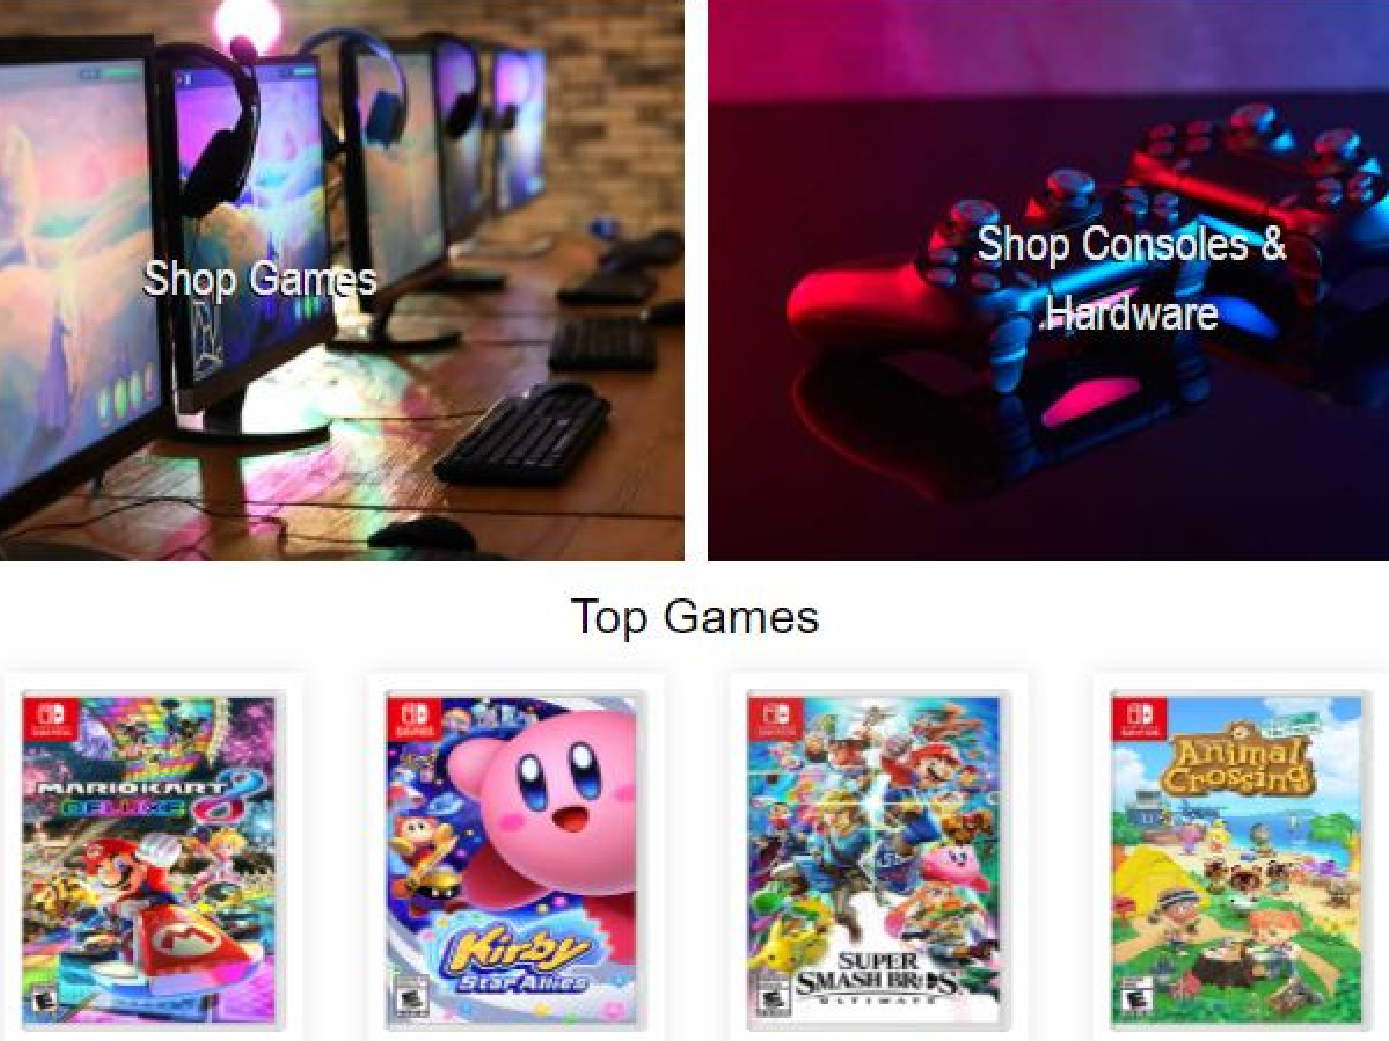 Shop Games
Shop Consoles &
Hardware
Top Games
MARIOKART 8
DELUXE
Kirby
Star Allies
SUPER
SMASH BROS.
ULTIMATE
Animal
Crossing